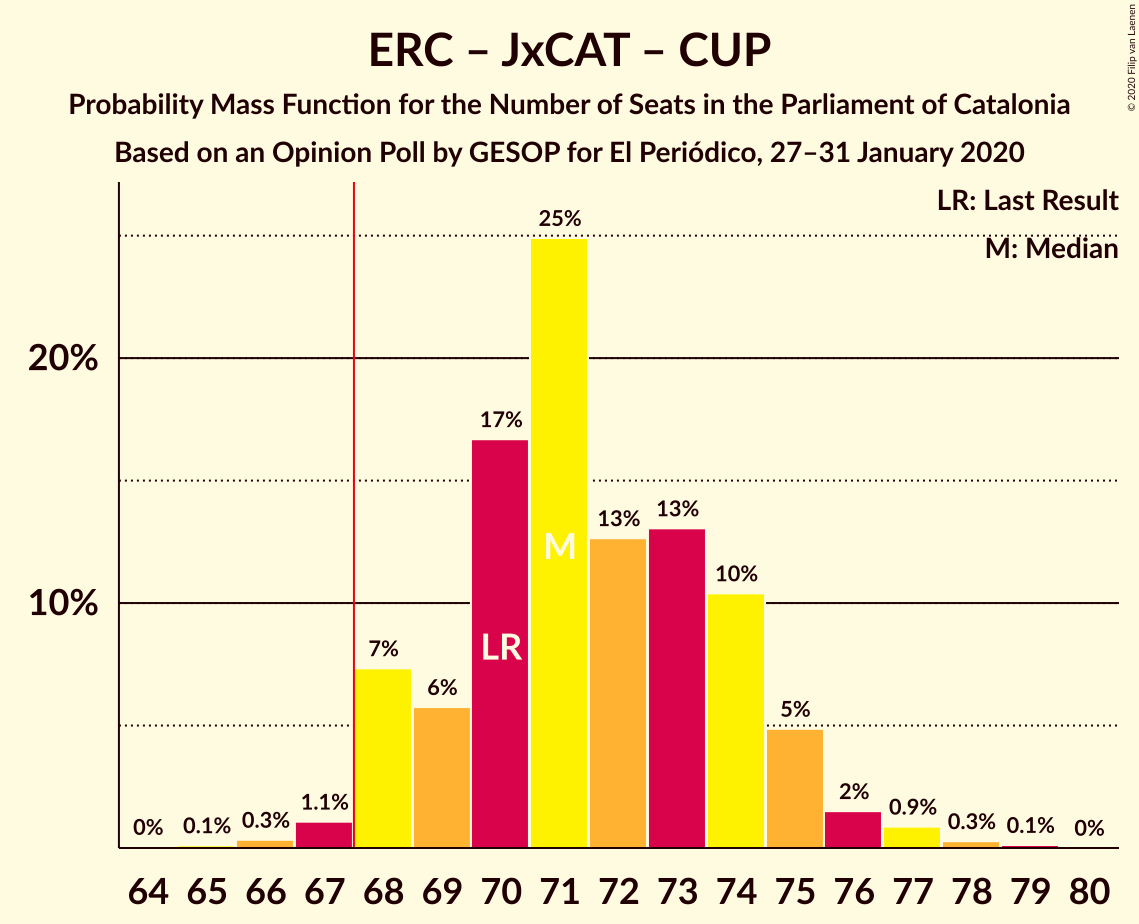 ERC – JxCAT – CUP
Probability Mass Function for the Number of Seats in the Parliament of Catalonia
Based on an Opinion Poll by GESOP for El Periódico, 27–31 January 2020
© 2020 Filip van Laenen
LR: Last Result
M: Median
25%
20%
17%
13%
13%
M
10%
10%
LR
7%
6%
5%
2%
1.1%
0.9%
0.3%
0.3%
0.1%
0.1%
0%
0%
64 65 66 67 68 69 70 71 72 73 74 75 76 77 78 79 80